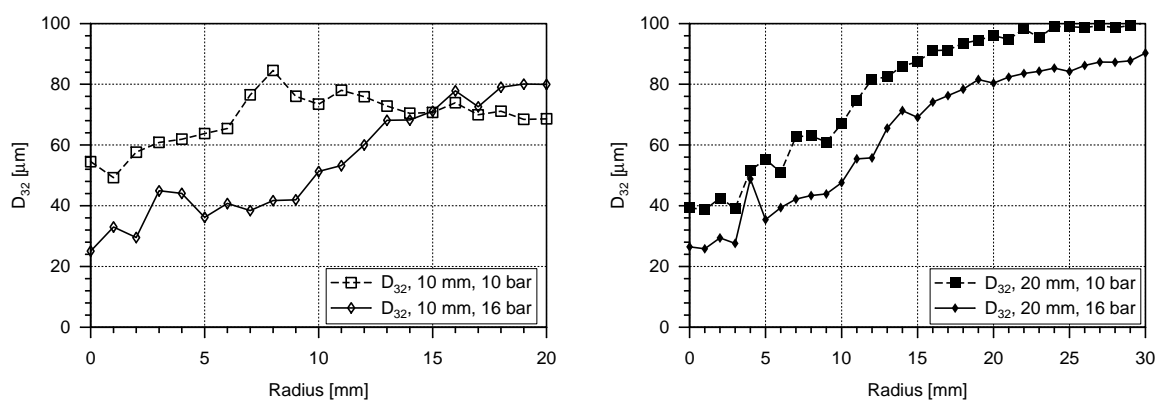 100
80
60
40
20
0
D32 [µm]
D32, 10 mm, 10 bar
D32, 10 mm, 16 bar
0 5 10 15 20
Radius [mm]
100
80
60
40
20
0
D32 [µm]
D32, 20 mm, 10 bar
D32, 20 mm, 16 bar
0 5 10 15 20 25 30
Radius [mm]